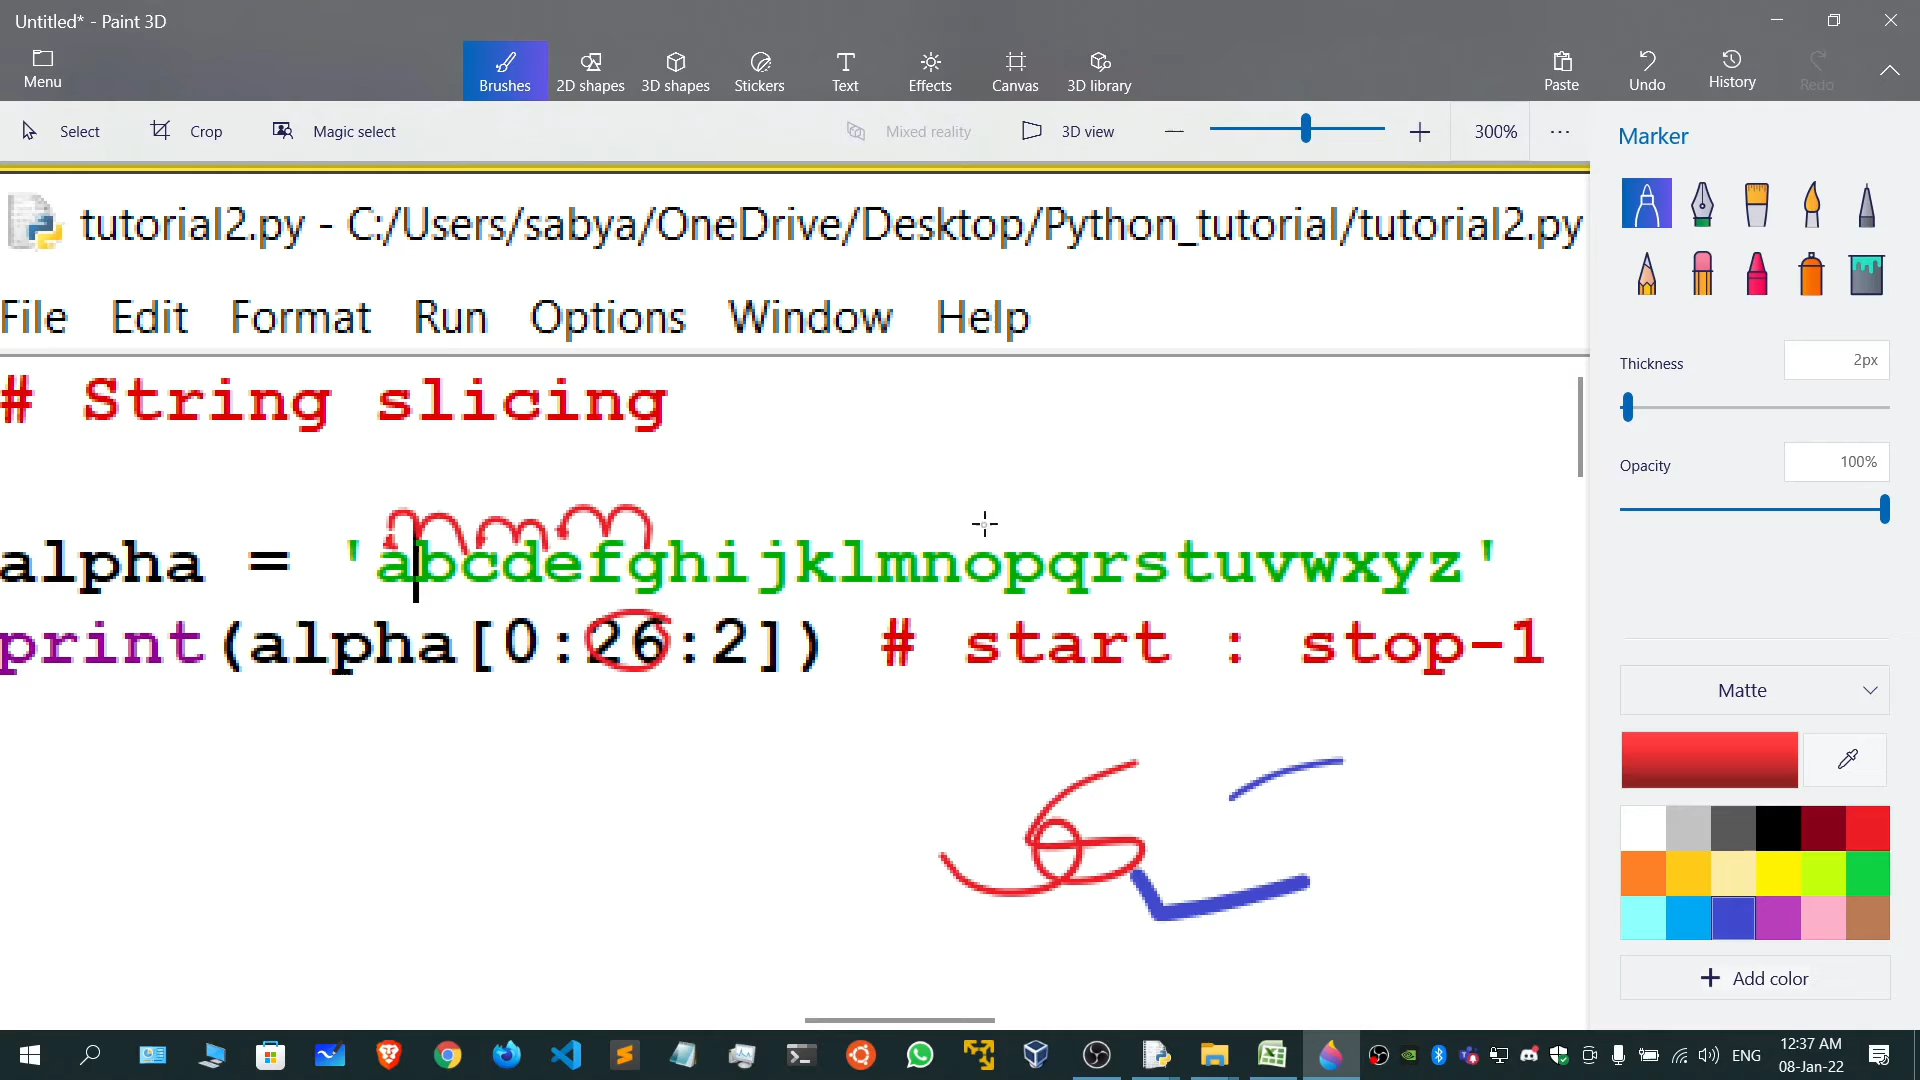 Untitled* - Paint 3D
Menu
Brushes
2D shapes
3D shapes
Stickers
Text
Effects
Canvas
3D library
Paste
Undo
History
Redo
Select
Crop
Magic select
Mixed reality
3D view
300%
Marker
tutorial2.py - C:/Users/sabya/OneDrive/Desktop/Python_tutorial/tutorial2.py
File Edit Format Run Options Window Help
Thickness
2px
# String slicing
Opacity
100%
alpha = 'abcdefghijklmnopqrstuvwxyz'
print(alpha[0:26:2]) # start : stop-1
Matte
Add color
ENG
12:37 AM
08-Jan-22